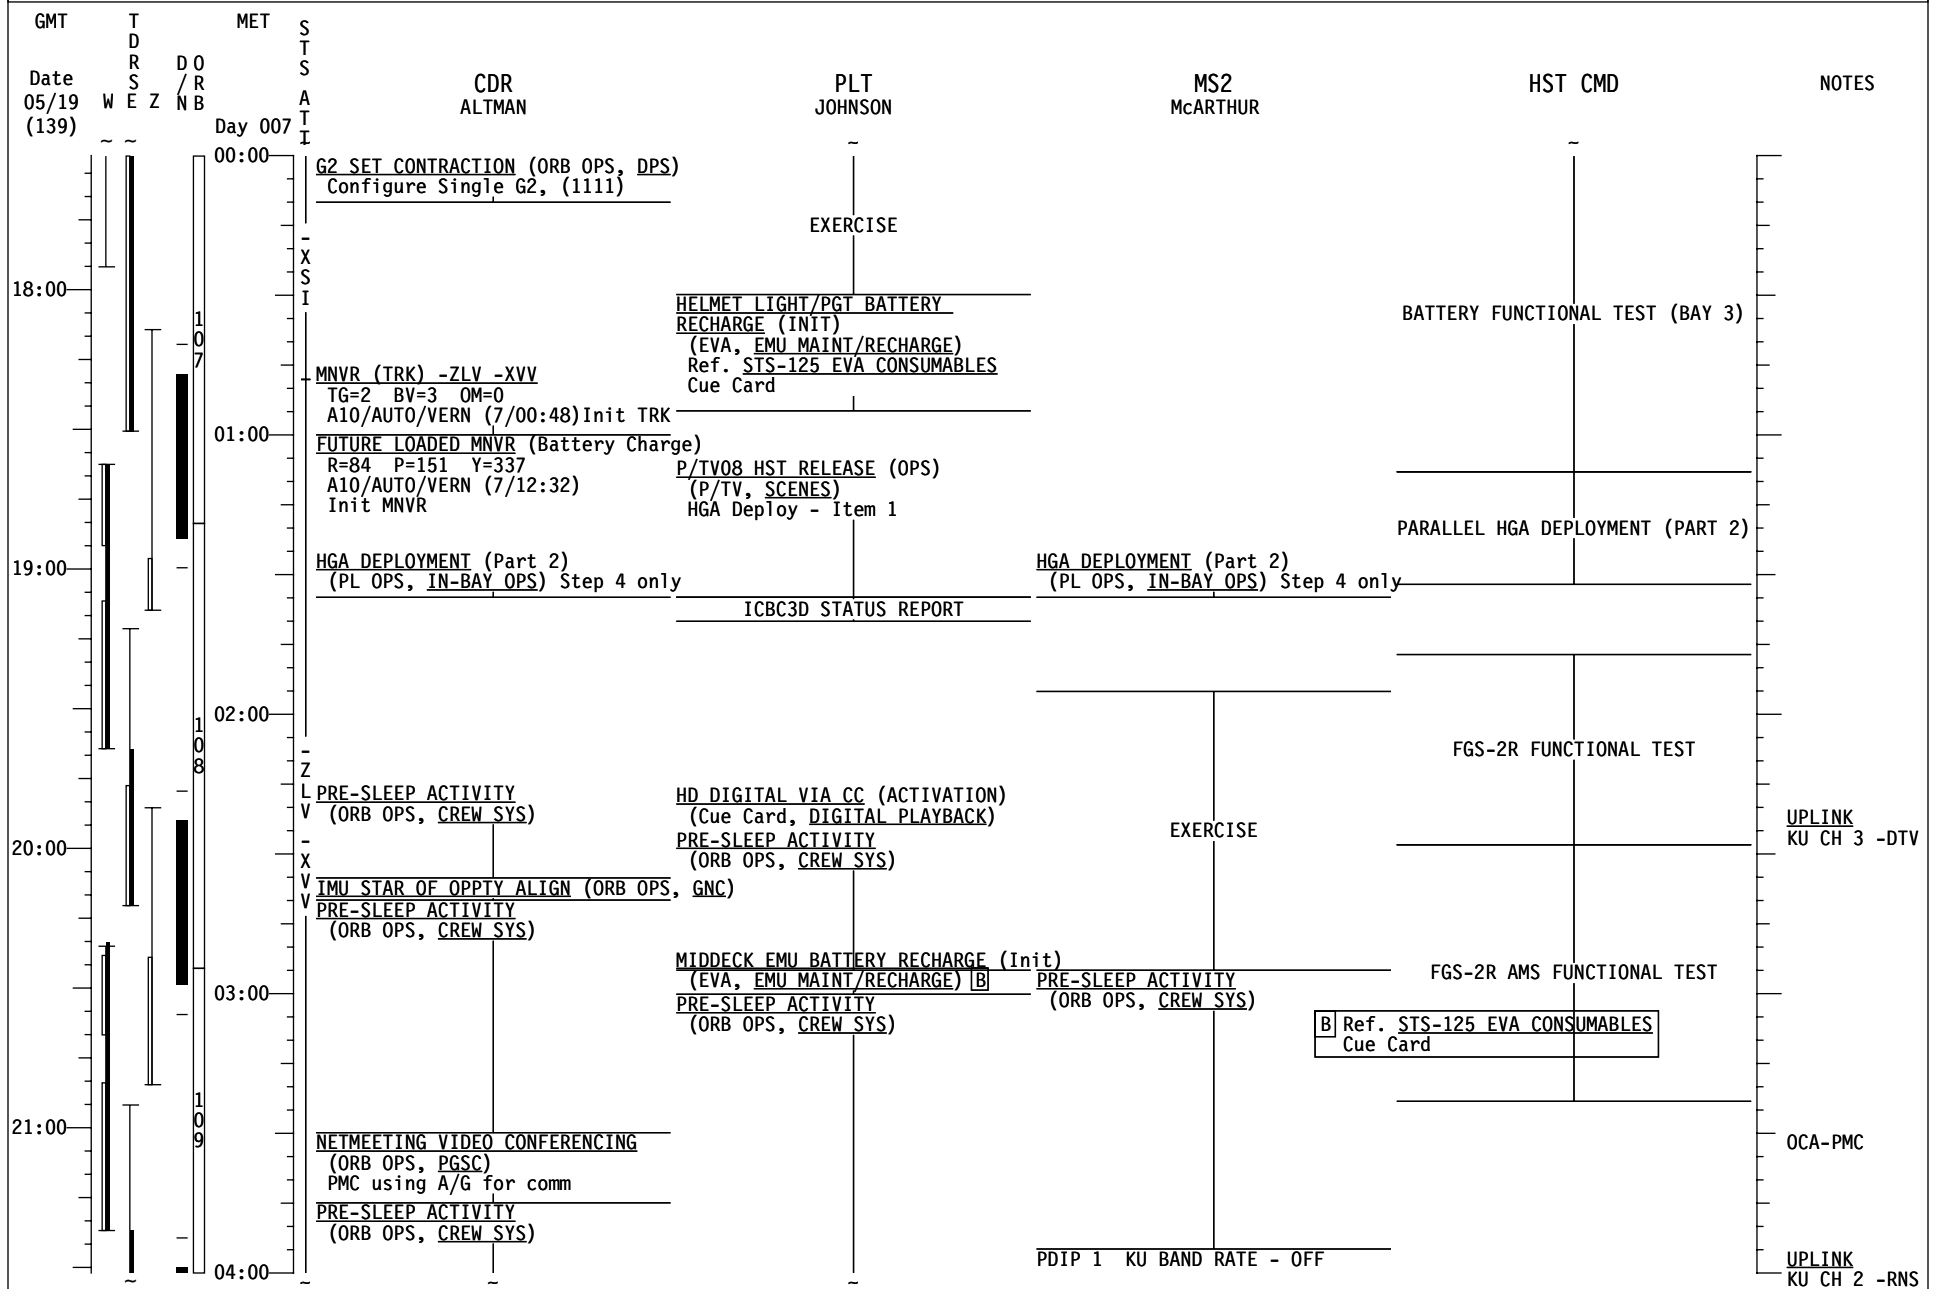 GMT
TDRSE
MET
STS ATT
Date
05/19
(139)
W E Z
D/N
ORB
Day 007
CDR
ALTMAN
PLT
JOHNSON
MS2
McARTHUR
HST CMD
NOTES
~ ~ ~ ~
18:00
19:00
20:00
21:00
107
108
109
00:00
01:00
02:00
03:00
04:00
-XSI
-ZLV -XVV
G2 SET CONTRACTION (ORB OPS, DPS)
Configure Single G2, (1111)
MNVR (TRK) -ZLV -XVV
TG=2 BV=3 OM=0
A10/AUTO/VERN (7/00:48)Init TRK
FUTURE LOADED MNVR (Battery Charge)
R=84 P=151 Y=337
A10/AUTO/VERN (7/12:32)
Init MNVR
HGA DEPLOYMENT (Part 2)
(PL OPS, IN-BAY OPS) Step 4 only
PRE-SLEEP ACTIVITY
(ORB OPS, CREW SYS)
IMU STAR OF OPPTY ALIGN (ORB OPS, GNC)
PRE-SLEEP ACTIVITY
(ORB OPS, CREW SYS)
NETMEETING VIDEO CONFERENCING
(ORB OPS, PGSC)
PMC using A/G for comm
PRE-SLEEP ACTIVITY
(ORB OPS, CREW SYS)
EXERCISE
HELMET LIGHT/PGT BATTERY
RECHARGE (INIT)
(EVA, EMU MAINT/RECHARGE)
Ref. STS-125 EVA CONSUMABLES
Cue Card
P/TV08 HST RELEASE (OPS)
(P/TV, SCENES)
HGA Deploy - Item 1
ICBC3D STATUS REPORT
HD DIGITAL VIA CC (ACTIVATION)
(Cue Card, DIGITAL PLAYBACK)
PRE-SLEEP ACTIVITY
(ORB OPS, CREW SYS)
MIDDECK EMU BATTERY RECHARGE (Init)
(EVA, EMU MAINT/RECHARGE) B
PRE-SLEEP ACTIVITY
(ORB OPS, CREW SYS)
HGA DEPLOYMENT (Part 2)
(PL OPS, IN-BAY OPS) Step 4 only
EXERCISE
PRE-SLEEP ACTIVITY
(ORB OPS, CREW SYS)
PDIP 1 KU BAND RATE - OFF
BATTERY FUNCTIONAL TEST (BAY 3)
PARALLEL HGA DEPLOYMENT (PART 2)
FGS-2R FUNCTIONAL TEST
FGS-2R AMS FUNCTIONAL TEST
B Ref. STS-125 EVA CONSUMABLES
Cue Card
UPLINK
KU CH 3 -DTV
OCA-PMC
UPLINK
KU CH 2 -RNS
~ ~ ~ ~